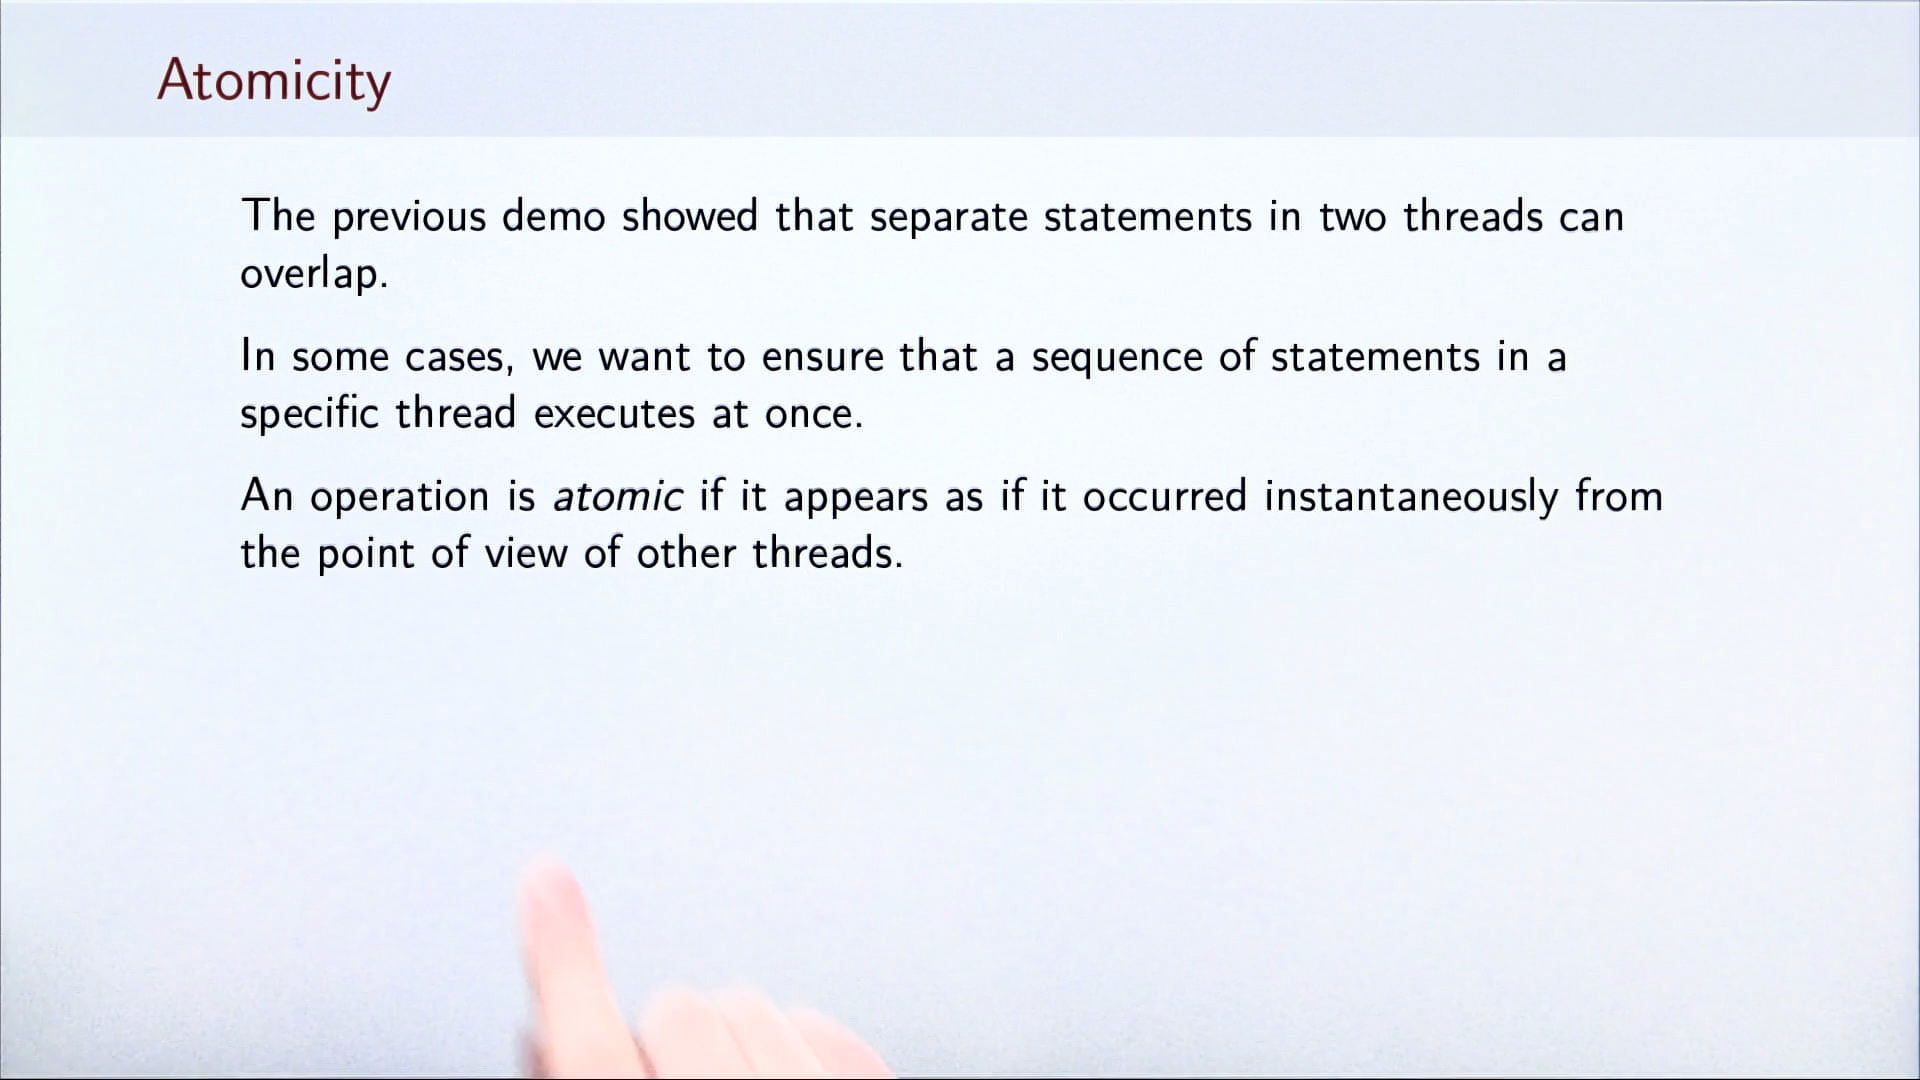 Atomicity
The previous demo showed that separate statements in two threads can
overlap.
In some cases, we want to ensure that a sequence of statements in a
specific thread executes at once.
An operation is atomic if it appears as if it occurred instantaneously from
the point of view of other threads.